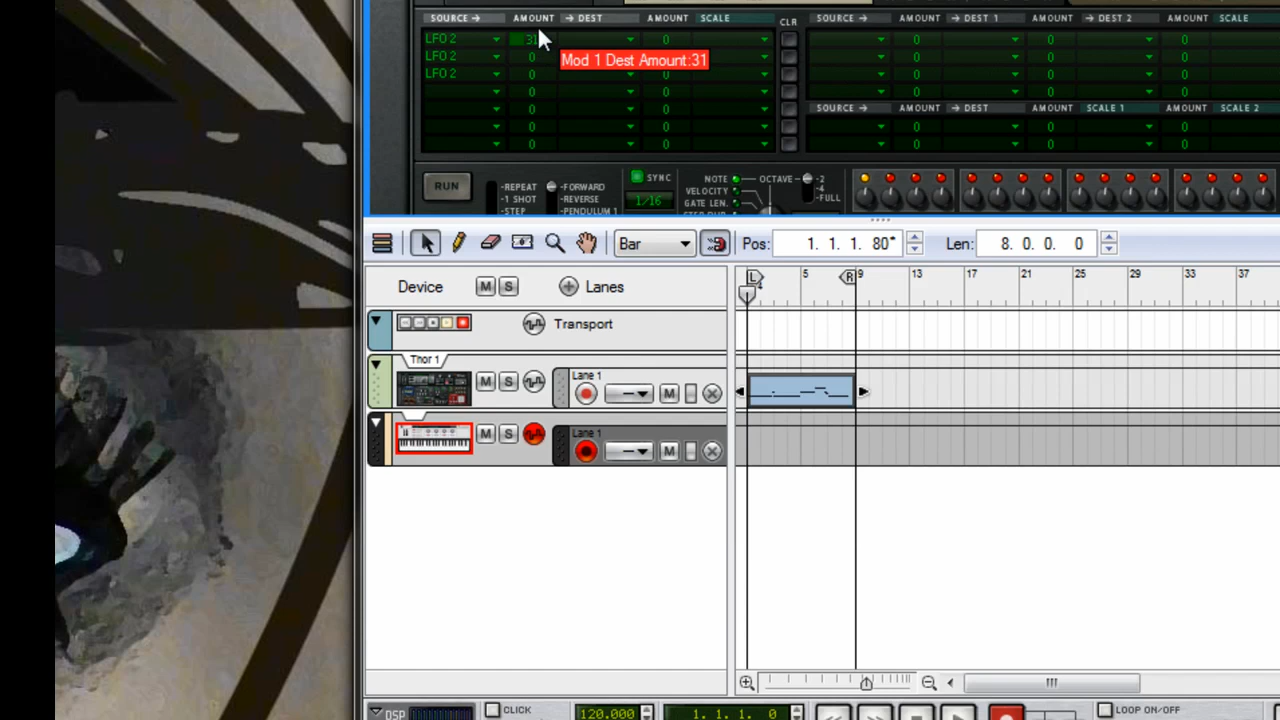 SOURCE → AMOUNT → DEST AMOUNT SCALE CLR SOURCE → AMOUNT → DEST 1 AMOUNT → DEST 2 AMOUNT SCALE
LFO 2 31 0 0 0 0
Mod 1 Dest Amount:31
LFO 2 0 0 0 0
LFO 2 0 0 0 0 0
0 0 0 0 0
SOURCE → AMOUNT → DEST AMOUNT SCALE 1 AMOUNT SCALE 2
0 0 0 0 0
0 0 0 0 0
0 0 0 0 0
RUN
-REPEAT
-1 SHOT
-STEP
-FORWARD
-REVERSE
-PENDULUM 1
SYNC
1/16
NOTE
VELOCITY
GATE LEN.
STEP DUR.
OCTAVE
-2
-4
-FULL
Bar Pos: 1. 1. 1. 80* Len: 8. 0. 0. 0
Device M S Lanes
L R
5 9 13 17 21 25 29 33 37
Transport
Thor 1
M S Lane 1 M
M S Lane 1 M
DSP CLICK 120.000 1. 1. 1. 0 LOOP ON/OFF